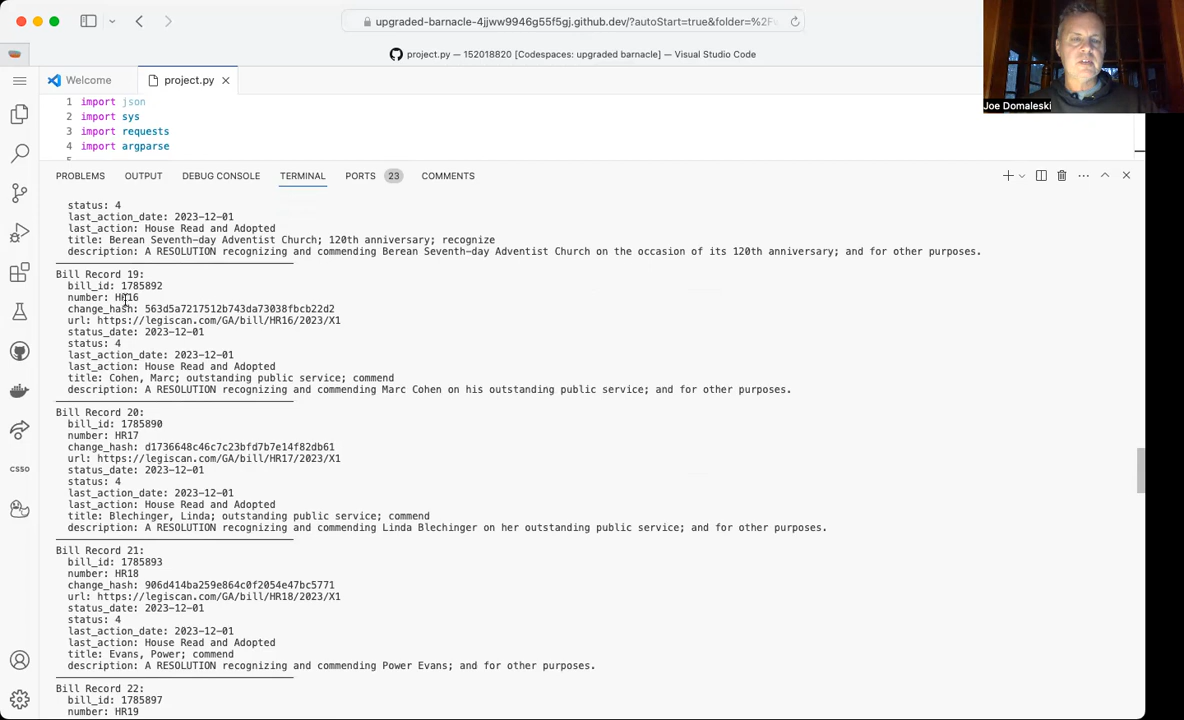 upgraded-barnacle-4jjww9946g55f5gj.github.dev/?autoStart=true&folder=%2F
project.py — 152018820 [Codespaces: upgraded barnacle] — Visual Studio Code
Welcome
project.py
1 import json
2 import sys
3 import requests
4 import argparse
Joe Domaleski
PROBLEMS OUTPUT DEBUG CONSOLE TERMINAL PORTS 23 COMMENTS
status: 4
last_action_date: 2023-12-01
last_action: House Read and Adopted
title: Berean Seventh-day Adventist Church; 120th anniversary; recognize
description: A RESOLUTION recognizing and commending Berean Seventh-day Adventist Church on the occasion of its 120th anniversary; and for other purposes.
Bill Record 19:
bill_id: 1785892
number: HR16
change_hash: 563d5a7217512b743da73038fbcb22d2
url: https://legiscan.com/GA/bill/HR16/2023/X1
status_date: 2023-12-01
status: 4
last_action_date: 2023-12-01
last_action: House Read and Adopted
title: Cohen, Marc; outstanding public service; commend
description: A RESOLUTION recognizing and commending Marc Cohen on his outstanding public service; and for other purposes.
Bill Record 20:
bill_id: 1785890
number: HR17
change_hash: d1736648c46c7c23bfd7b7e14f82db61
url: https://legiscan.com/GA/bill/HR17/2023/X1
status_date: 2023-12-01
status: 4
last_action_date: 2023-12-01
last_action: House Read and Adopted
title: Blechinger, Linda; outstanding public service; commend
description: A RESOLUTION recognizing and commending Linda Blechinger on her outstanding public service; and for other purposes.
Bill Record 21:
bill_id: 1785893
number: HR18
change_hash: 906d414ba259e864c0f2054e47bc5771
url: https://legiscan.com/GA/bill/HR18/2023/X1
status_date: 2023-12-01
status: 4
last_action_date: 2023-12-01
last_action: House Read and Adopted
title: Evans, Power; commend
description: A RESOLUTION recognizing and commending Power Evans; and for other purposes.
Bill Record 22:
bill_id: 1785897
number: HR19
csso